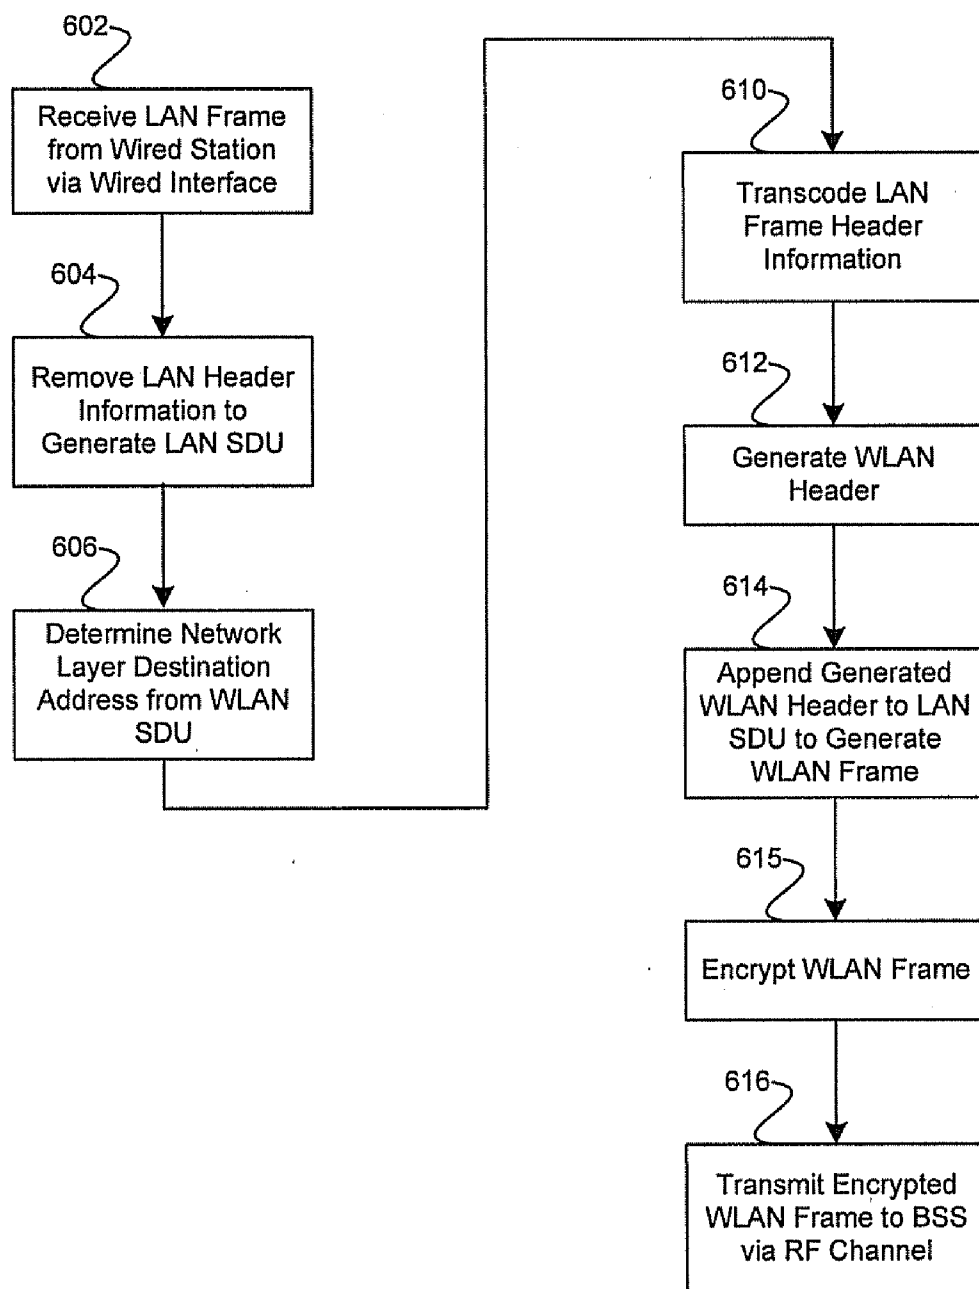 602
Receive LAN Frame
from Wired Station
via Wired Interface
604
Remove LAN Header
Information to
Generate LAN SDU
606
Determine Network
Layer Destination
Address from WLAN
SDU
610
Transcode LAN
Frame Header
Information
612
Generate WLAN
Header
614
Append Generated
WLAN Header to LAN
SDU to Generate
WLAN Frame
615
Encrypt WLAN Frame
616
Transmit Encrypted
WLAN Frame to BSS
via RF Channel